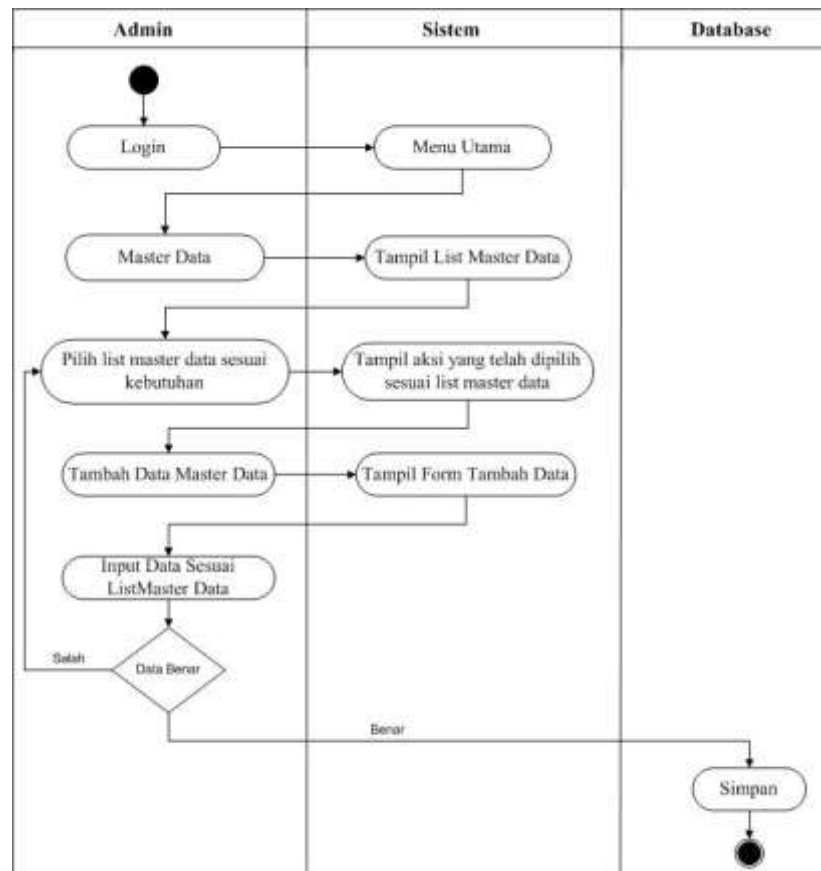 Admin
Sistem
Database
Login
Menu Utama
Master Data
Tampil List Master Data
Pilih list master data sesuai
kebutuhan
Tampil aksi yang telah dipilih
sesuai list master data
Tambah Data Master Data
Tampil Form Tambah Data
Input Data Sesuai
ListMaster Data
Salah
Data Benar
Benar
Simpan